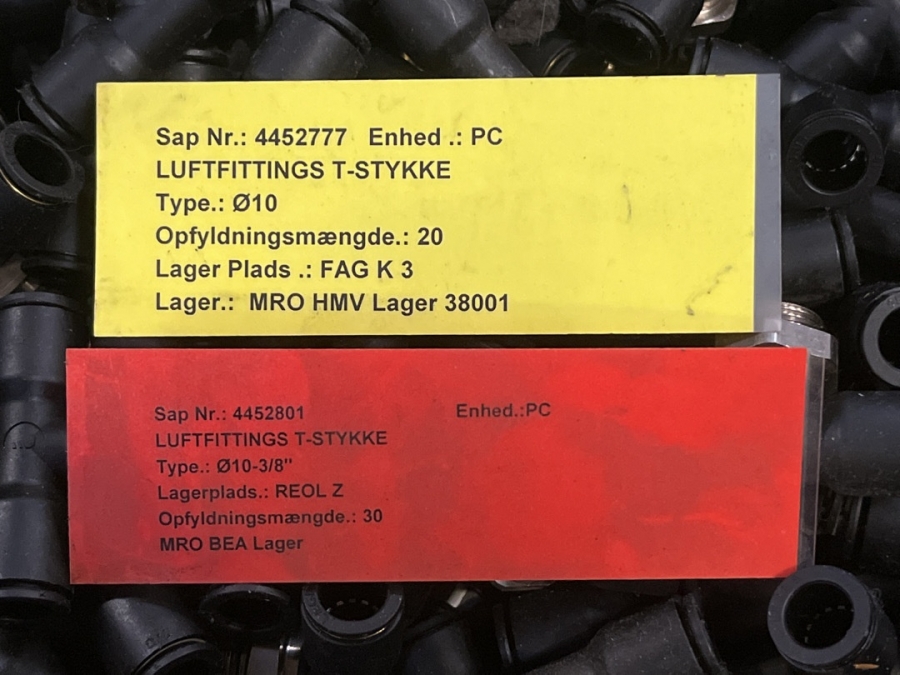 Sap Nr.: 4452777 Enhed .: PC
LUFTFITTINGS T-STYKKE
Type.: Ø10
Opfyldningsmængde.: 20
Lager Plads .: FAG K 3
Lager.: MRO HMV Lager 38001
Sap Nr.: 4452801 Enhed.:PC
LUFTFITTINGS T-STYKKE
Type.: Ø10-3/8"
Lagerplads.: REOL Z
Opfyldningsmængde.: 30
MRO BEA Lager